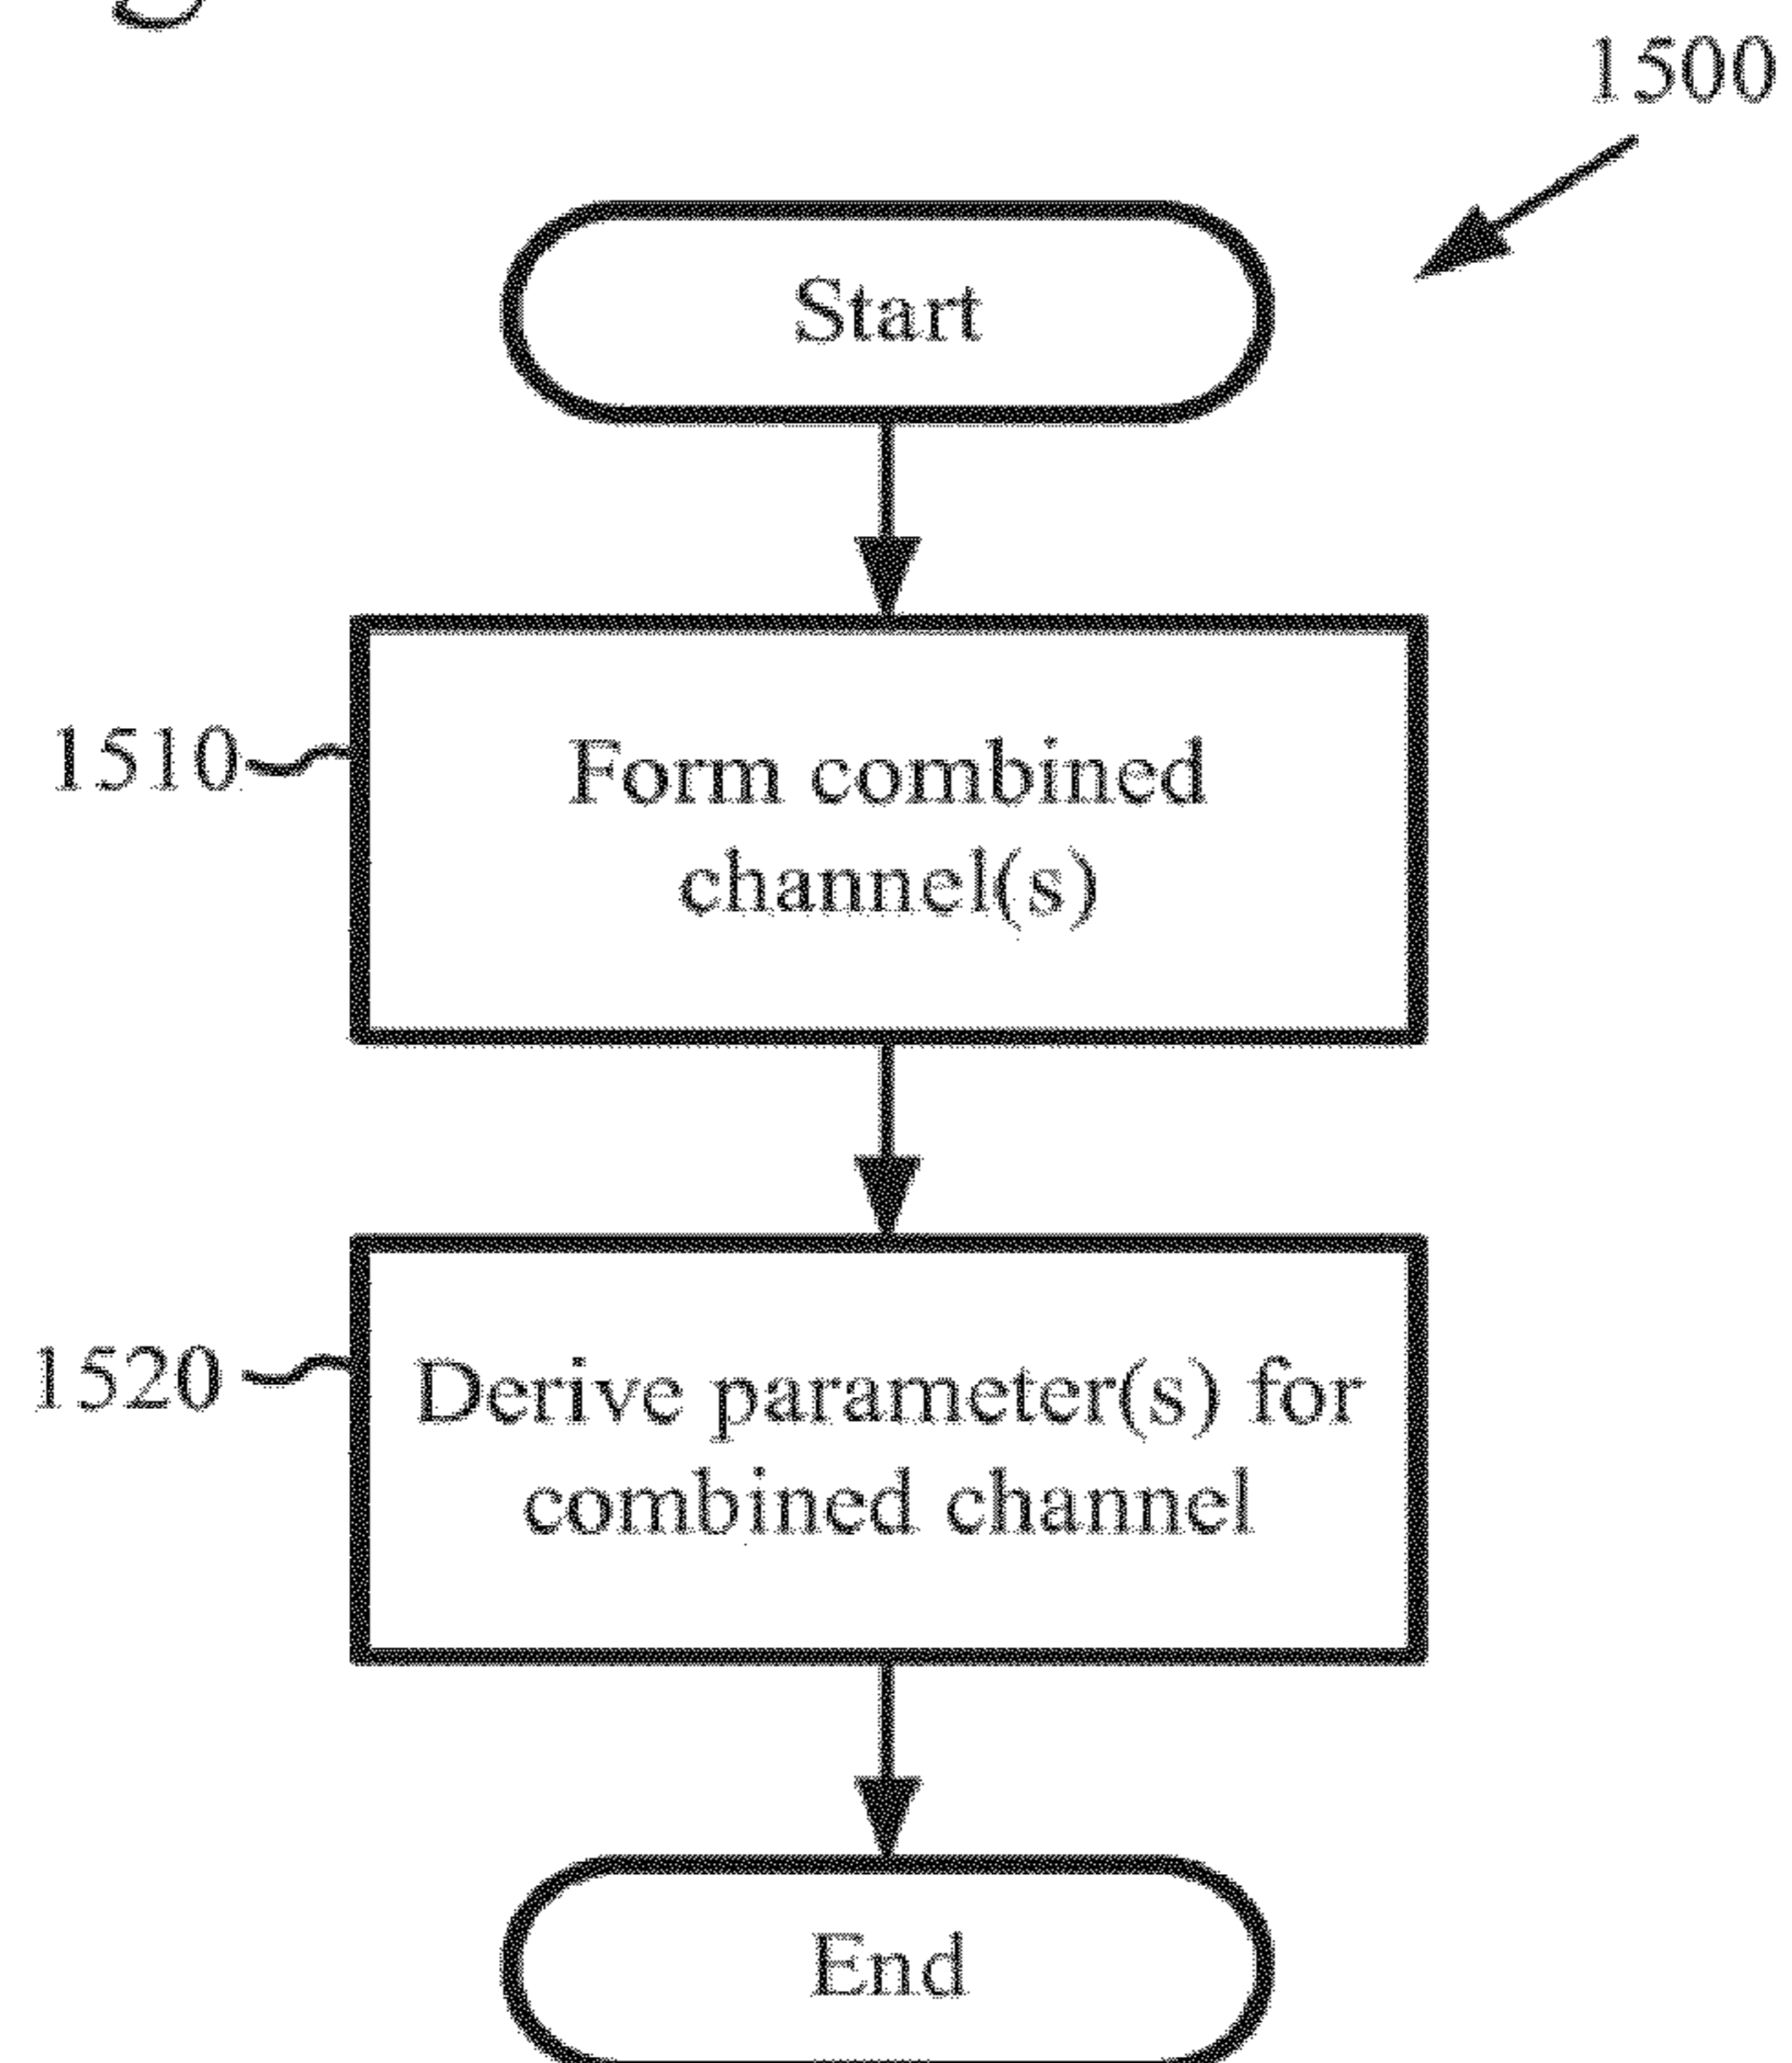 1500
Start
1510
Form combined
channel(s)
1520
Derive parameter(s) for
combined channel
End